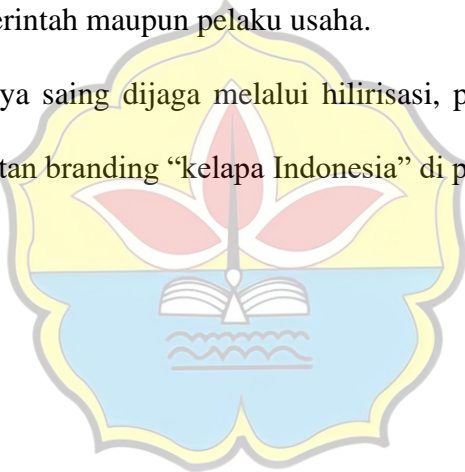 erintah maupun pelaku usaha.
ya saing dijaga melalui hilirisasi, p
tan branding “kelapa Indonesia” di p